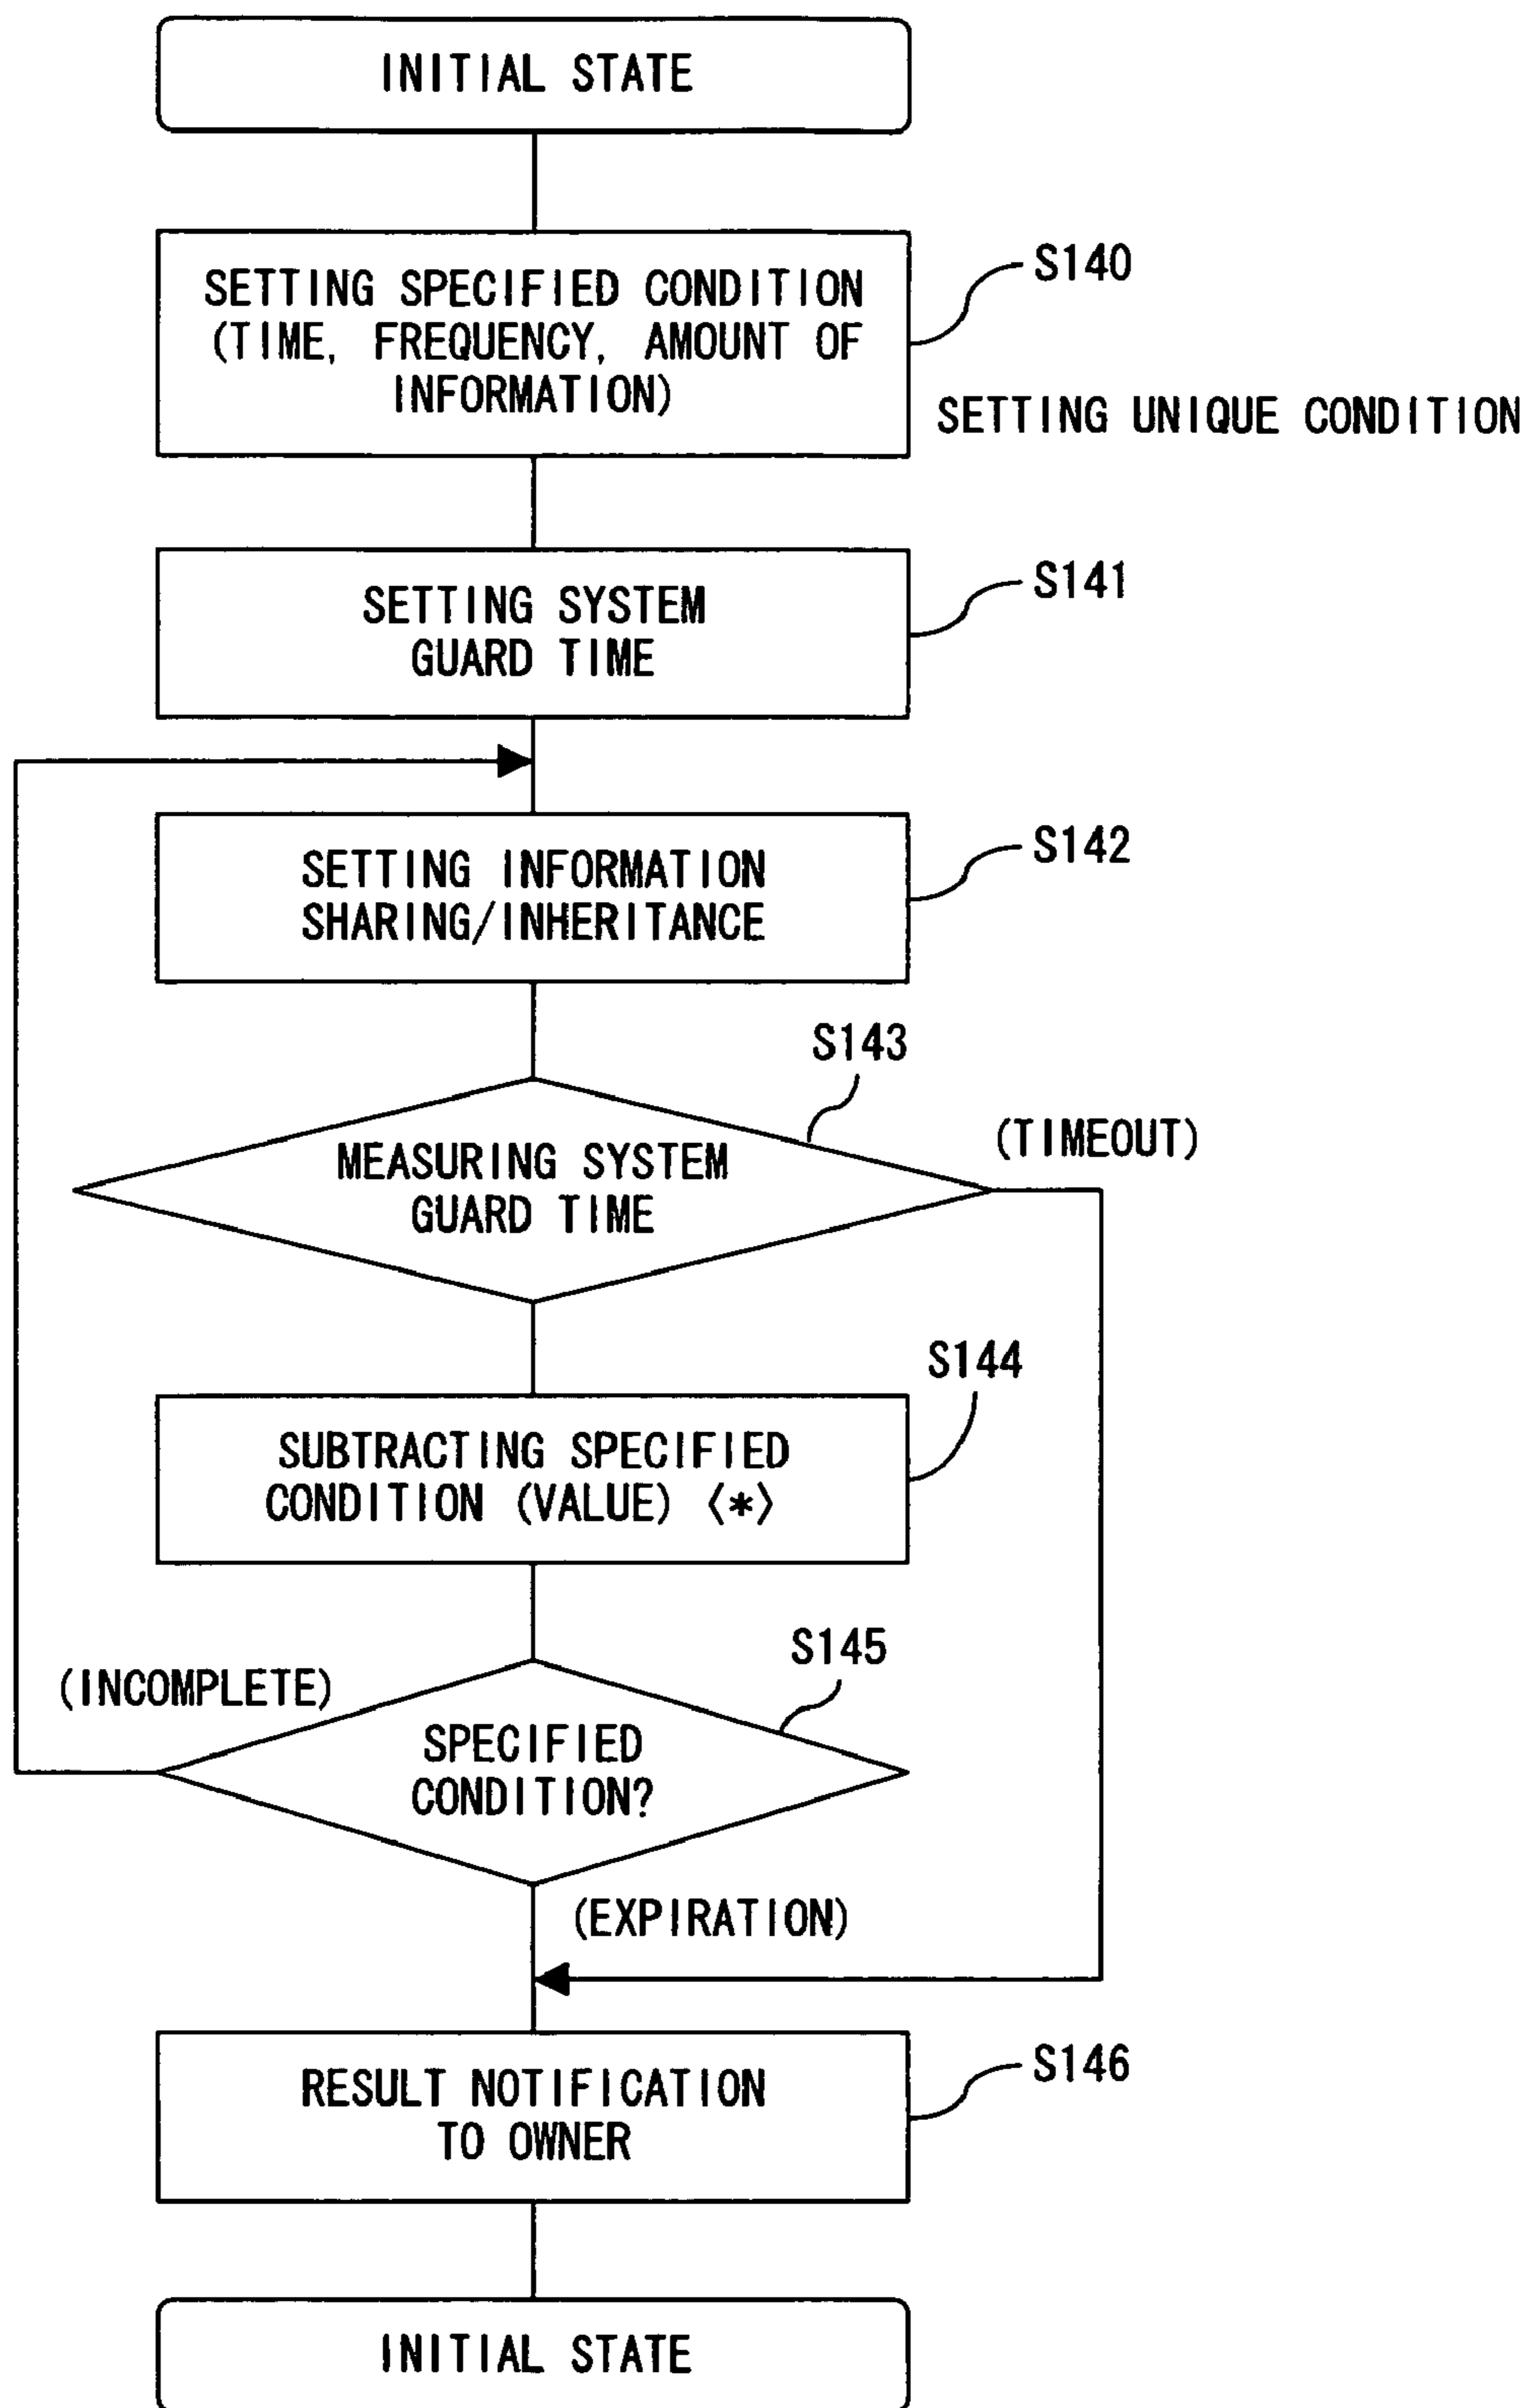 INITIAL STATE
S140
SETTING SPECIFIED CONDITION
(TIME, FREQUENCY, AMOUNT OF
INFORMATION)
SETTING UNIQUE CONDITION
S141
SETTING SYSTEM
GUARD TIME
S142
SETTING INFORMATION
SHARING/INHERITANCE
S143
(TIMEOUT)
MEASURING SYSTEM
GUARD TIME
S144
SUBTRACTING SPECIFIED
CONDITION (VALUE) 〈*〉
S145
(INCOMPLETE)
SPECIFIED
CONDITION?
(EXPIRATION)
S146
RESULT NOTIFICATION
TO OWNER
INITIAL STATE